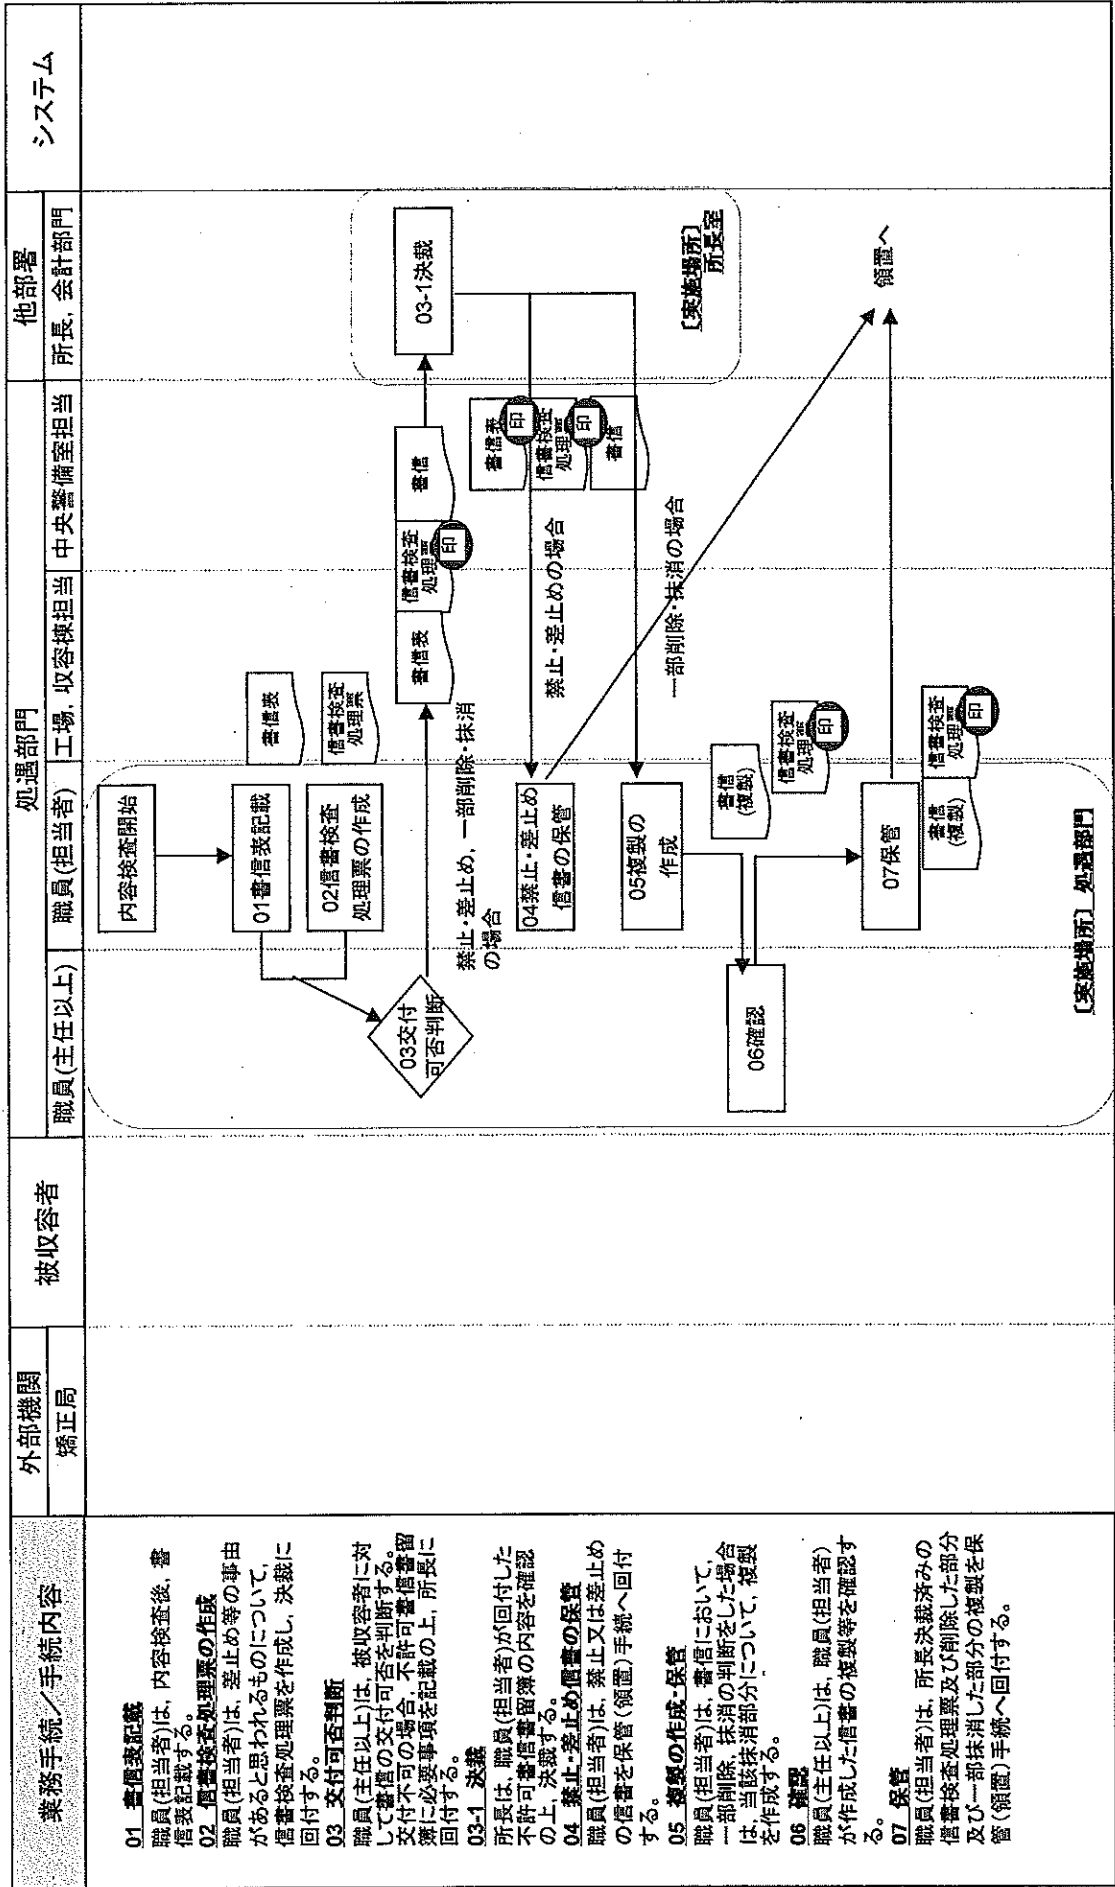 業務手続／手続内容
外部機関
矯正局
被収容者
処遇部門
職員(主任以上)
職員(担当者)
工場，収容棟担当
中央警備室担当
他部署
所長，会計部門
システム
01 書信表記載
職員(担当者)は，内容検査後，書
信表記載する。
02 信書検査処理票の作成
職員(担当者)は，差止め等の事由
があると思われるものについて，
信書検査処理票を作成し，決裁に
回付する。
03 交付可否判断
職員(主任以上)は，被収容者に対
して書信の交付可否を判断する。
交付不可の場合，不許可書信書留
簿に必要事項を記載の上，所長に
回付する。
03-1 決裁
所長は，職員(担当者)が回付した
不許可書信書留簿の内容を確認
の上，決裁する。
04 禁止・差止め信書の保管
職員(担当者)は，禁止又は差止め
の信書を保管(領置)手続へ回付
する。
05 複製の作成・保管
職員(担当者)は，書信において，
一部削除，抹消の判断をした場合
は，当該抹消部分について，複製
を作成する。
06 確認
職員(主任以上)は，職員(担当者)
が作成した信書の複製等を確認す
る。
07 保管
職員(担当者)は，所長決裁済みの
信書検査処理票及び削除した部分
及び一部抹消した部分の複製を保
管(領置)手続へ回付する。
内容検査開始
01書信表記載
書信表
02信書検査
処理票の作成
信書検査
処理票
03交付
可否判断
禁止・差止め，一部削除・抹消
の場合
書信表
信書検査
処理票
印
書信
03-1決裁
書信表
印
信書検査
処理票
印
書信
禁止・差止めの場合
04禁止・差止め
信書の保管
一部削除・抹消の場合
05複製の
作成
［実施場所］
所長室
書信
(複製)
信書検査
処理票
印
06確認
07保管
書信
(複製)
信書検査
処理票
印
領置へ
［実施場所］ 処遇部門